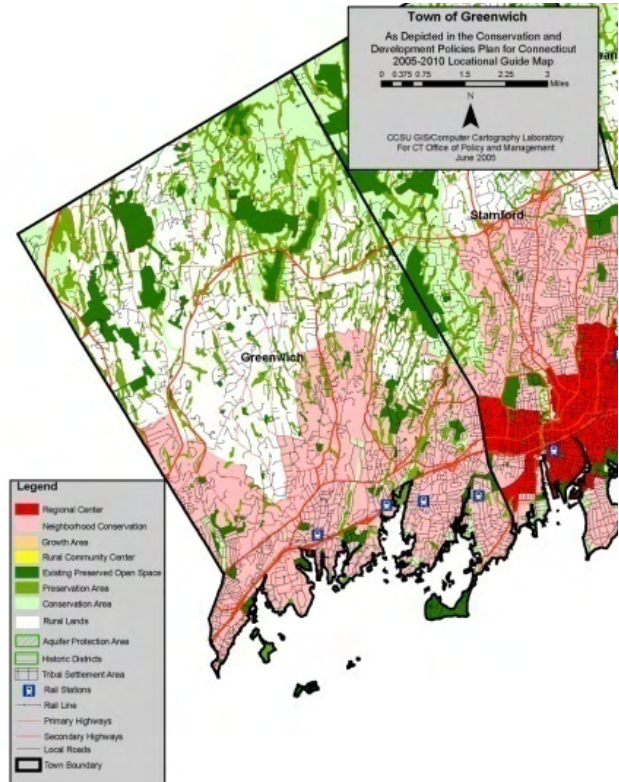 Town of Greenwich
As Depicted in the Conservation and
Development Policies Plan for Connecticut
2005-2010 Locational Guide Map
0 0.375 0.75 1.5 2.25 3
Miles
N
CCSU GIS/Computer Cartography Laboratory
For CT Office of Policy and Management
June 2005
Stamford
Greenwich
Legend
Regional Center
Neighborhood Conservation
Growth Area
Rural Community Center
Existing Preserved Open Space
Preservation Area
Conservation Area
Rural Lands
Aquifer Protection Area
Historic Districts
Tribal Settlement Area
Rail Stations
Rail Line
Primary Highways
Secondary Highways
Local Roads
Town Boundary